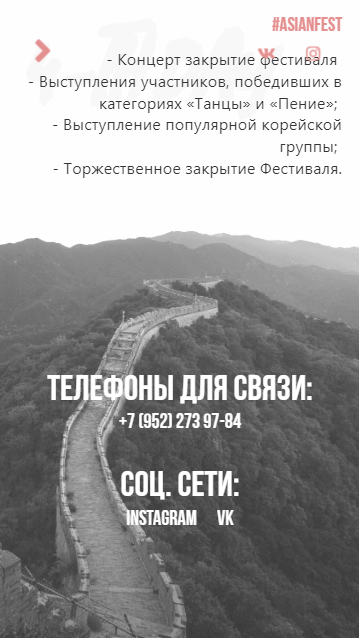 #ASIANFEST
- Концерт закрытие фестиваля
- Выступления участников, победивших в
категориях «Танцы» и «Пение»;
- Выступление популярной корейской
группы;
- Торжественное закрытие Фестиваля.
ТЕЛЕФОНЫ ДЛЯ СВЯЗИ:
+7 (952) 273 97-84
СОЦ. СЕТИ:
INSTAGRAM VK